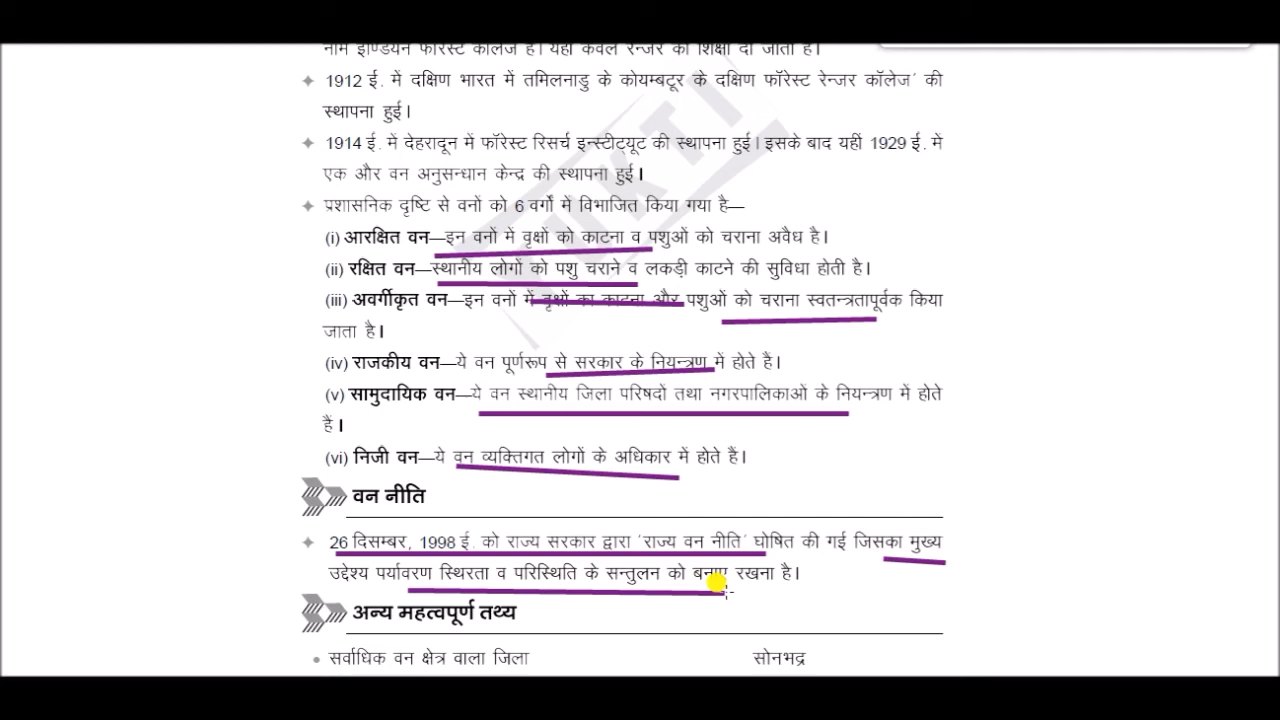 नाम इण्डियन फॉरेस्ट कॉलेज है। यहाँ केवल रेन्जर की शिक्षा दी जाती है।
1912 ई. में दक्षिण भारत में तमिलनाडु के कोयम्बटूर के दक्षिण फॉरेस्ट रेन्जर कॉलेज' की
स्थापना हुई।
1914 ई. में देहरादून में फॉरेस्ट रिसर्च इन्स्टीट्यूट की स्थापना हुई। इसके बाद यहीं 1929 ई. में
एक और वन अनुसन्धान केन्द्र की स्थापना हुई।
प्रशासनिक दृष्टि से वनों को 6 वर्गों में विभाजित किया गया है—
(i) आरक्षित वन—इन वनों में वृक्षों को काटना व पशुओं को चराना अवैध है।
(ii) रक्षित वन—स्थानीय लोगों को पशु चराने व लकड़ी काटने की सुविधा होती है।
(iii) अवर्गीकृत वन—इन वनों में वृक्षों का काटना और पशुओं को चराना स्वतन्त्रतापूर्वक किया
जाता है।
(iv) राजकीय वन—ये वन पूर्णरूप से सरकार के नियन्त्रण में होते हैं।
(v) सामुदायिक वन—ये वन स्थानीय जिला परिषदों तथा नगरपालिकाओं के नियन्त्रण में होते
हैं।
(vi) निजी वन—ये वन व्यक्तिगत लोगों के अधिकार में होते हैं।
वन नीति
26 दिसम्बर, 1998 ई. को राज्य सरकार द्वारा 'राज्य वन नीति' घोषित की गई जिसका मुख्य
उद्देश्य पर्यावरण स्थिरता व परिस्थिति के सन्तुलन को बनाए रखना है।
अन्य महत्वपूर्ण तथ्य
• सर्वाधिक वन क्षेत्र वाला जिला सोनभद्र